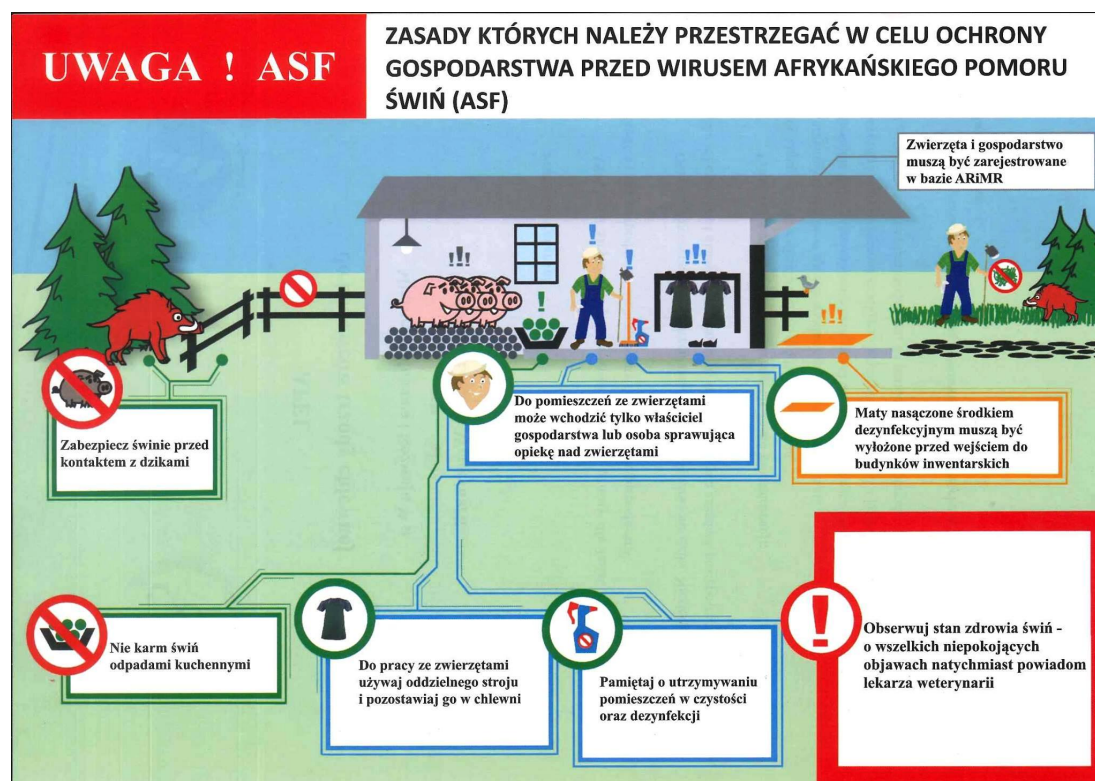 UWAGA ! ASF
ZASADY KTÓRYCH NALEŻY PRZESTRZEGAĆ W CELU OCHRONY
GOSPODARSTWA PRZED WIRUSEM AFRYKAŃSKIEGO POMORU
ŚWIŃ (ASF)
Zwierzęta i gospodarstwo
muszą być zarejestrowane
w bazie ARiMR
Zabezpiecz świnie przed
kontaktem z dzikami
Do pomieszczeń ze zwierzętami
może wchodzić tylko właściciel
gospodarstwa lub osoba sprawująca
opiekę nad zwierzętami
Maty nasączone środkiem
dezynfekcyjnym muszą być
wyłożone przed wejściem do
budynków inwentarskich
Nie karm świń
odpadami kuchennymi
Do pracy ze zwierzętami
używaj oddzielnego stroju
i pozostawiaj go w chlewni
Pamiętaj o utrzymywaniu
pomieszczeń w czystości
oraz dezynfekcji
Obserwuj stan zdrowia świń -
o wszelkich niepokojących
objawach natychmiast powiadom
lekarza weterynarii